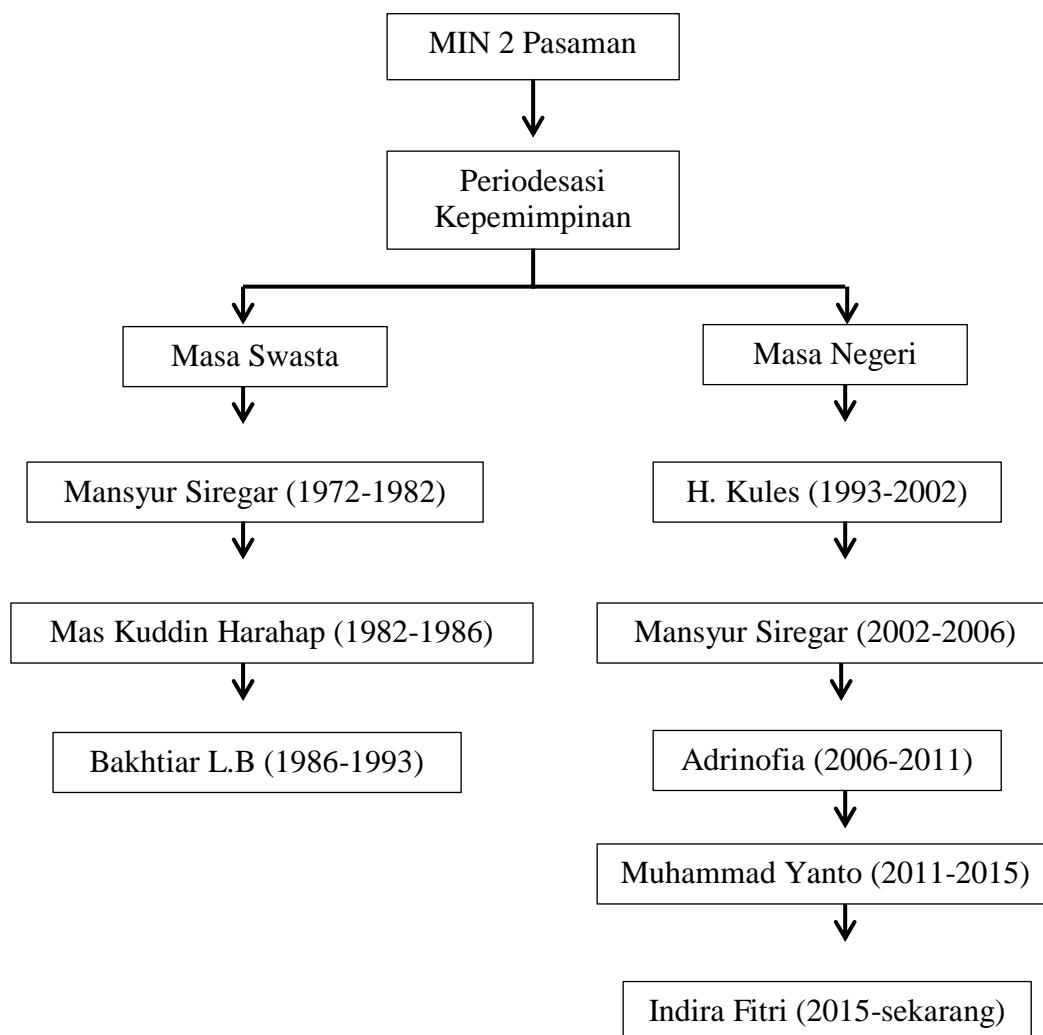 MIN 2 Pasaman
Periodesasi
Kepemimpinan
Masa Swasta
Mansyur Siregar (1972-1982)
Mas Kuddin Harahap (1982-1986)
Bakhtiar L.B (1986-1993)
Masa Negeri
H. Kules (1993-2002)
Mansyur Siregar (2002-2006)
Adrinofia (2006-2011)
Muhammad Yanto (2011-2015)
Indira Fitri (2015-sekarang)